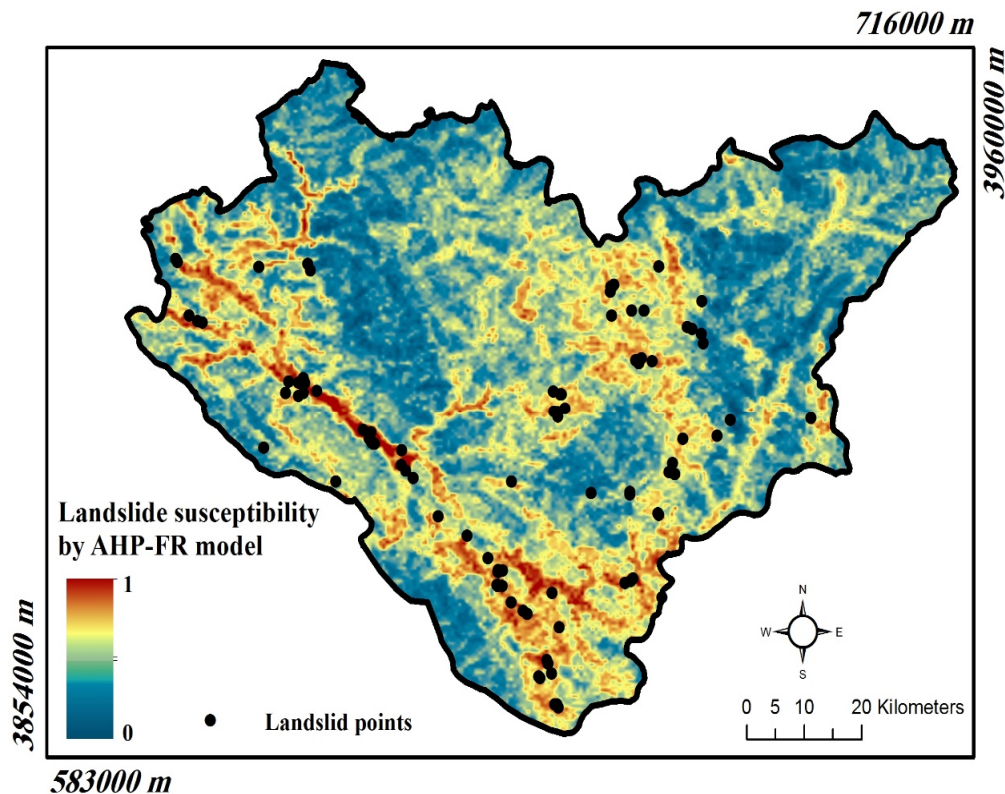 716000 m
3960000 m
Landslide susceptibility
by AHP-FR model
1
0
Landslid points
N
W
E
S
0 5 10 20 Kilometers
3854000 m
583000 m